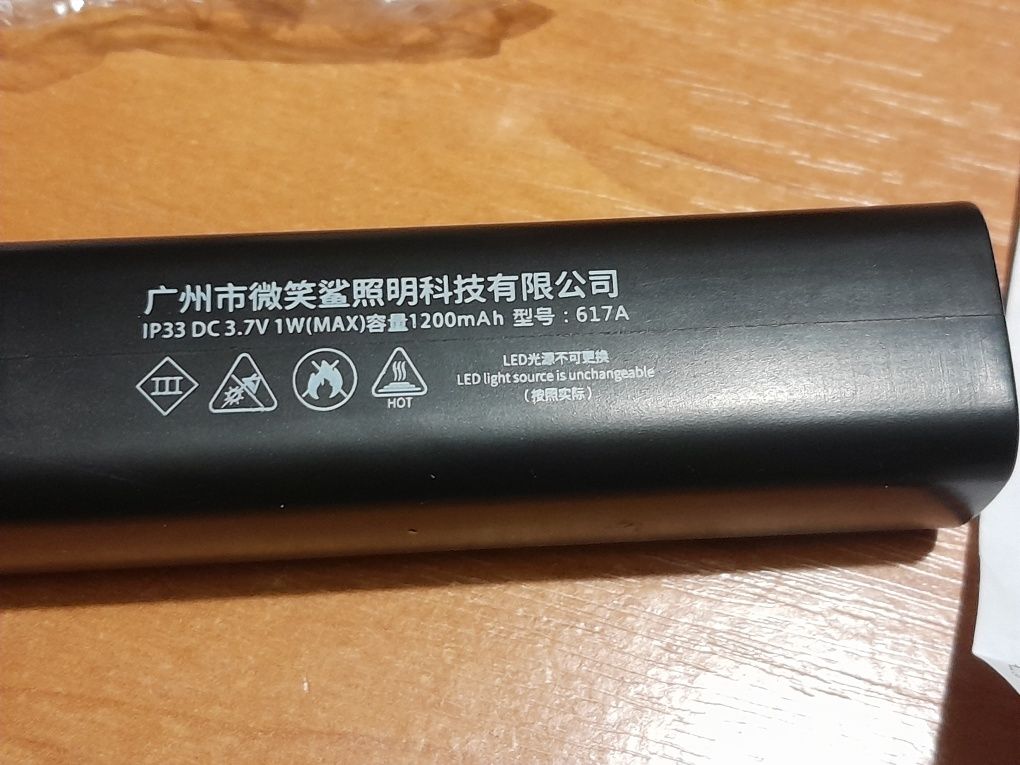 广州市微笑鲨照明科技有限公司
IP33 DC 3.7V 1W(MAX)容量1200mAh 型号：617A
III
HOT
LED光源不可更换
LED light source is unchangeable
（按照实际）